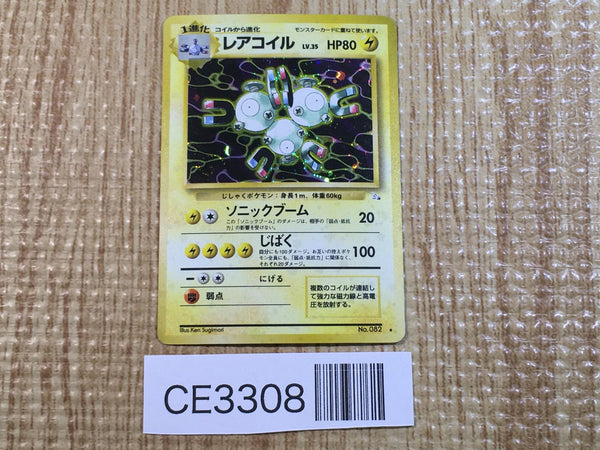 1進化
コイルから進化
モンスターカードに重ねて使います。
レアコイル LV.35 HP80
じしゃくポケモン:身長1m、体重60kg
ソニックブーム 20
この「ソニックブーム」のダメージは、相手の「弱点・抵抗力」の影響を受けない。
じばく 100
自分にも100ダメージ。お互いの控えポケモン全員にも、「弱点・抵抗力」に関係なく、それぞれ20ダメージ。
にげる
弱点
複数のコイルが連結して強力な磁力線と高電圧を放射する。
Illus.Ken Sugimori
No.082
CE3308